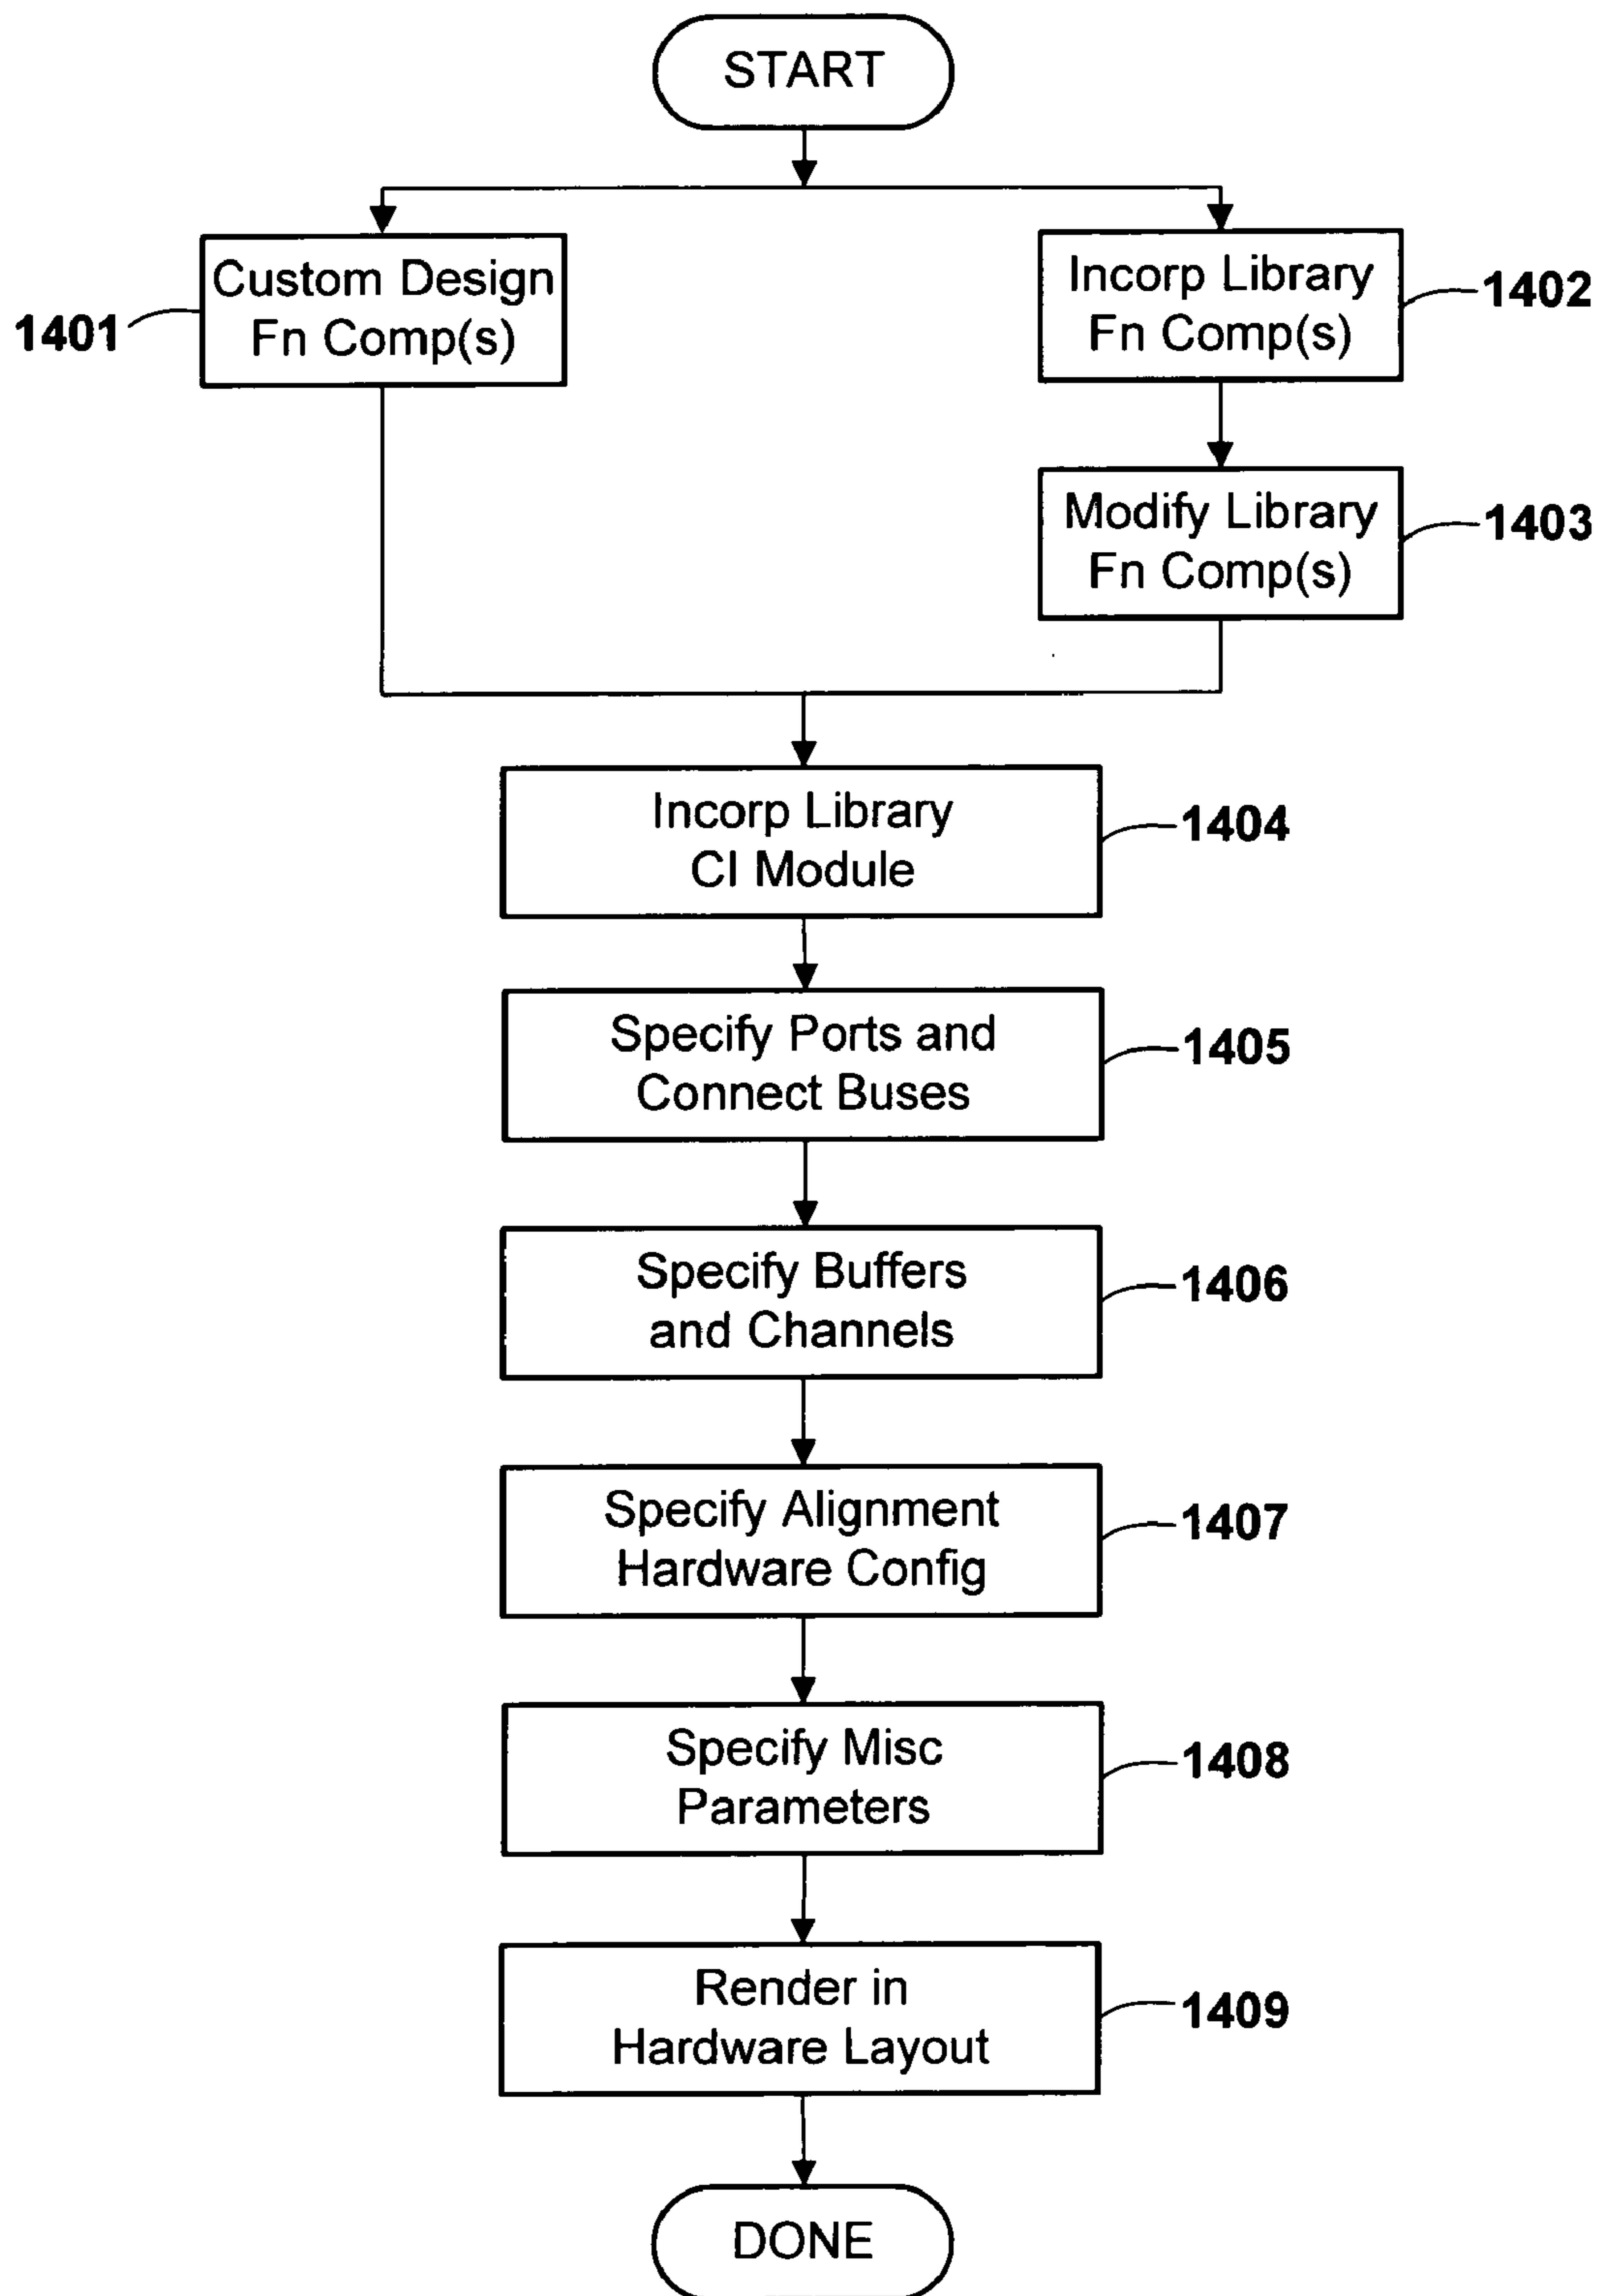 START
Custom Design
Fn Comp(s)
1401
Incorp Library
Fn Comp(s)
1402
Modify Library
Fn Comp(s)
1403
Incorp Library
CI Module
1404
Specify Ports and
Connect Buses
1405
Specify Buffers
and Channels
1406
Specify Alignment
Hardware Config
1407
Specify Misc
Parameters
1408
Render in
Hardware Layout
1409
DONE